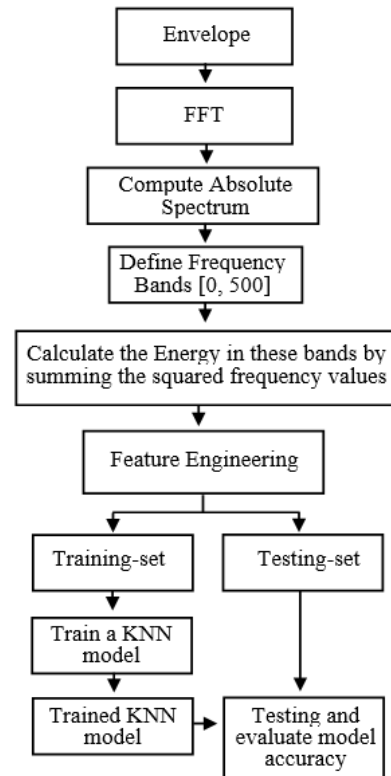 Envelope
FFT
Compute Absolute
Spectrum
Define Frequency
Bands [0, 500]
Calculate the Energy in these bands by
summing the squared frequency values
Feature Engineering
Training-set
Testing-set
Train a KNN
model
Trained KNN
model
Testing and
evaluate model
accuracy